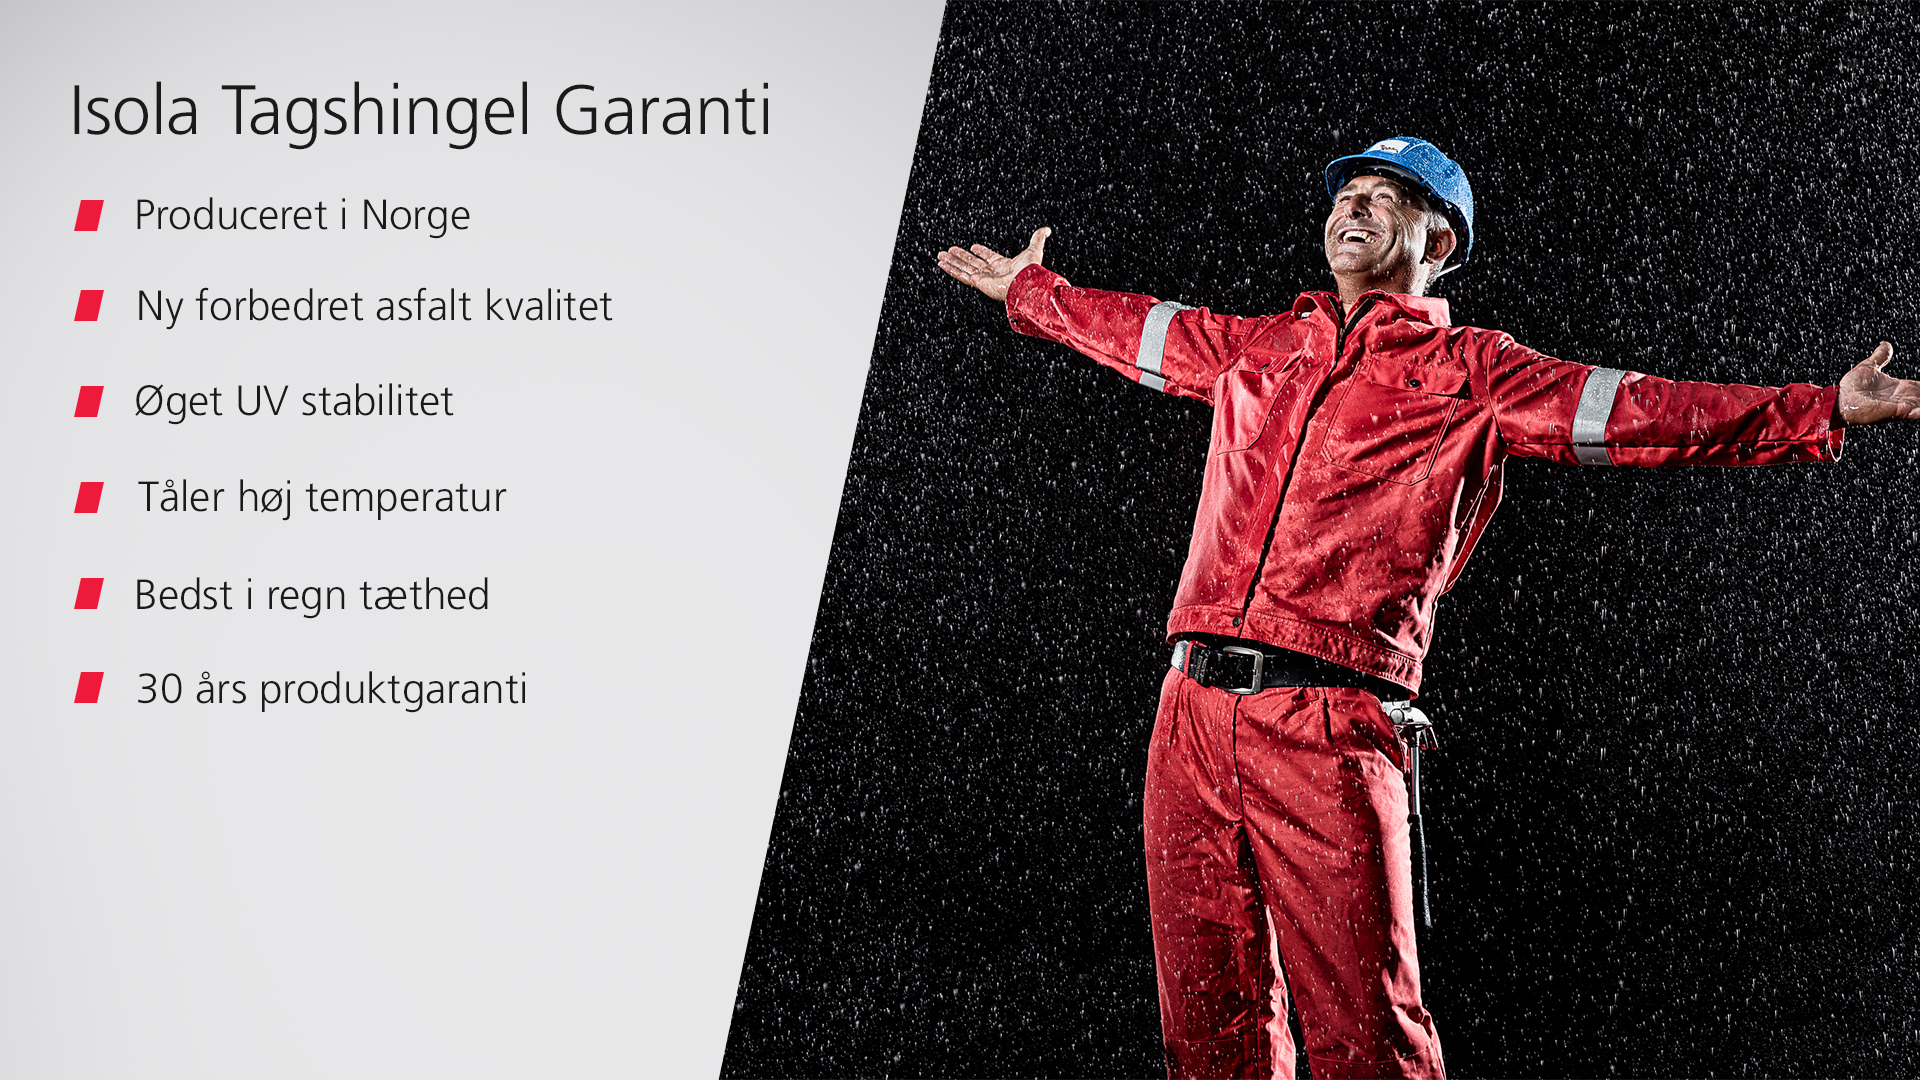 Isola Tagshingel Garanti
Produceret i Norge
Ny forbedret asfalt kvalitet
Øget UV stabilitet
Tåler høj temperatur
Bedst i regn tæthed
30 års produktgaranti